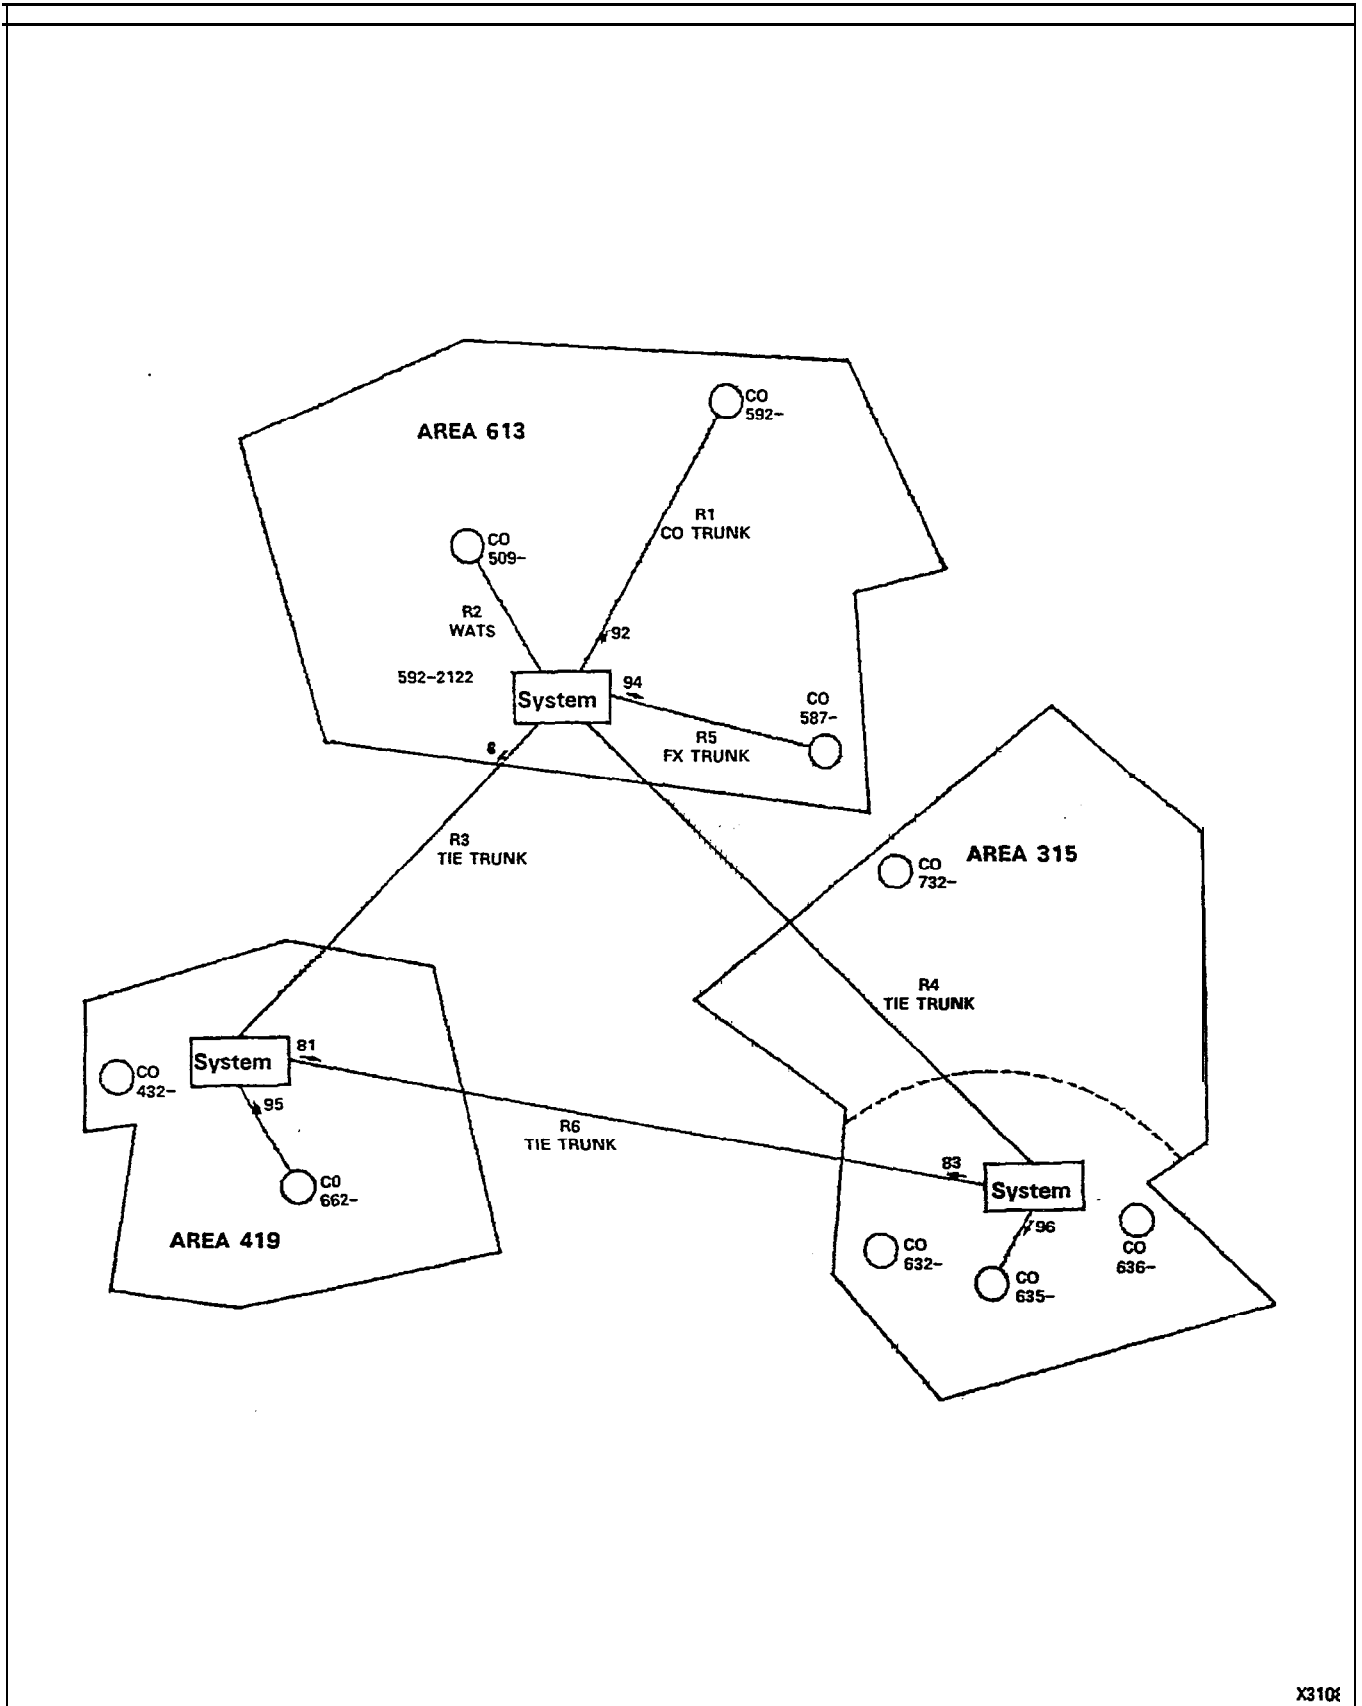 CO
592-
AREA 613
R1
CO TRUNK
CO
509-
R2
WATS
92
592-2122
System
94
CO
587-
R5
FX TRUNK
R3
TIE TRUNK
AREA 315
CO
732-
R4
TIE TRUNK
81
System
CO
432-
95
R6
TIE TRUNK
83
System
CO
662-
96
AREA 419
CO
632-
CO
636-
CO
635-